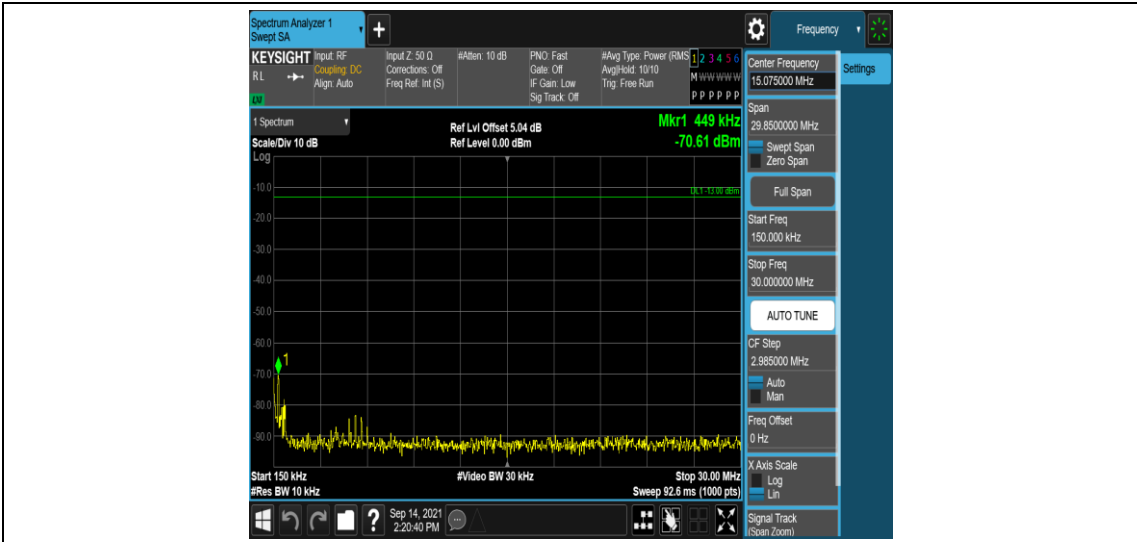 Spectrum Analyzer 1
Swept SA
+
Frequency
KEYSIGHT
RL
LXI
Input: RF
Coupling: DC
Align: Auto
Input Z: 50 Ω
Corrections: Off
Freq Ref: Int (S)
#Atten: 10 dB
PNO: Fast
Gate: Off
IF Gain: Low
Sig Track: Off
#Avg Type: Power (RMS
Avg|Hold: 10/10
Trig: Free Run
1 2 3 4 5 6
M W W W W W
P P P P P P
1 Spectrum
Scale/Div 10 dB
Log
Ref Lvl Offset 5.04 dB
Ref Level 0.00 dBm
Mkr1 449 kHz
-70.61 dBm
DL1 -13.00 dBm
-10.0
-20.0
-30.0
-40.0
-50.0
-60.0
-70.0
-80.0
-90.0
1
Start 150 kHz
#Res BW 10 kHz
#Video BW 30 kHz
Stop 30.00 MHz
Sweep 92.6 ms (1000 pts)
?
Sep 14, 2021
2:20:40 PM
Center Frequency
15.075000 MHz
Settings
Span
29.8500000 MHz
Swept Span
Zero Span
Full Span
Start Freq
150.000 kHz
Stop Freq
30.000000 MHz
AUTO TUNE
CF Step
2.985000 MHz
Auto
Man
Freq Offset
0 Hz
X Axis Scale
Log
Lin
Signal Track
(Span Zoom)